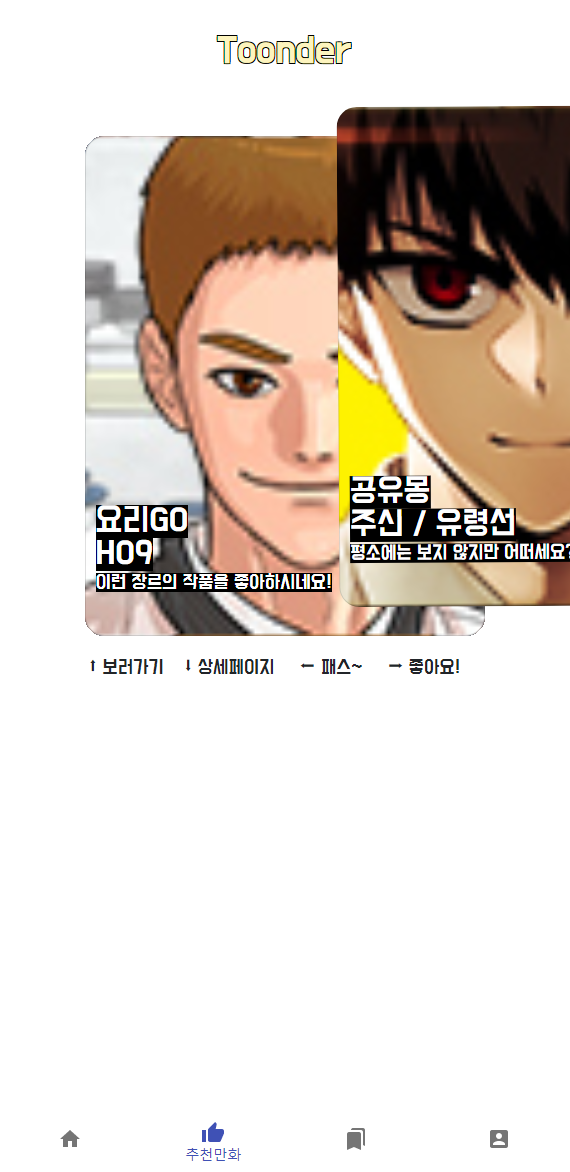 Toonder
공유몽
주신 / 유령선
평소에는 보지 않지만 어떠세요?
요리GO
HO9
이런 장르의 작품을 좋아하시네요!
↑ 보러가기 ↓ 상세페이지 ← 패스~ → 좋아요!
추천만화